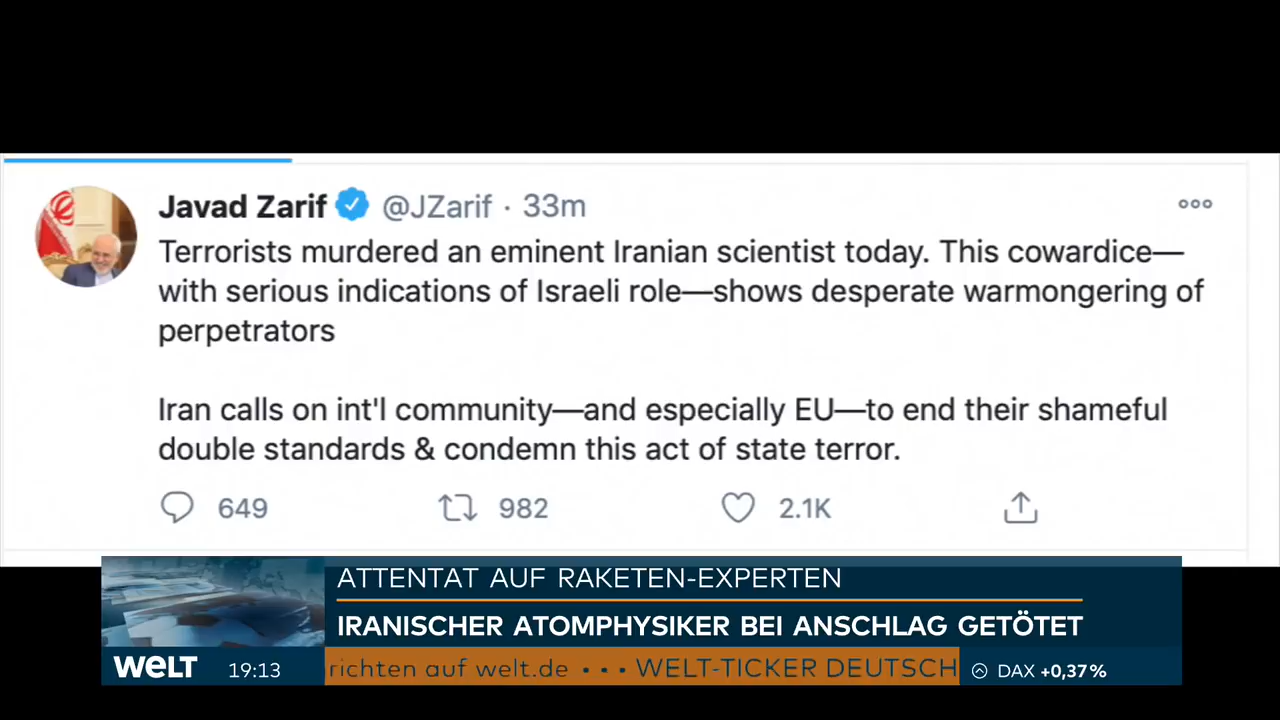 Javad Zarif @JZarif · 33m
Terrorists murdered an eminent Iranian scientist today. This cowardice—
with serious indications of Israeli role—shows desperate warmongering of
perpetrators
Iran calls on int'l community—and especially EU—to end their shameful
double standards & condemn this act of state terror.
649 982 2.1K
ATTENTAT AUF RAKETEN-EXPERTEN
IRANISCHER ATOMPHYSIKER BEI ANSCHLAG GETÖTET
welt 19:13 richten auf welt.de • • • WELT-TICKER DEUTSCH DAX +0,37%